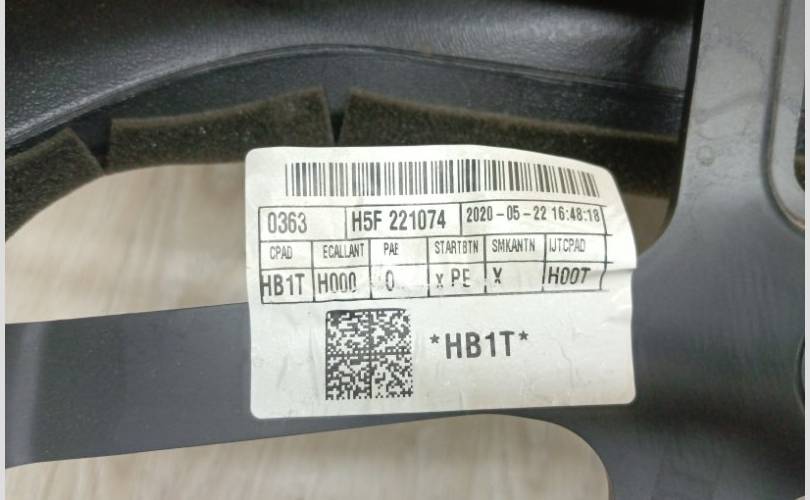 0363 H5F 221074 2020-05-22 16:48:18
CPAD ECALLANT PAE STARTBTN SMKANTN IJTCPAD
HB1T H000 0 x PE X H00T
*HB1T*